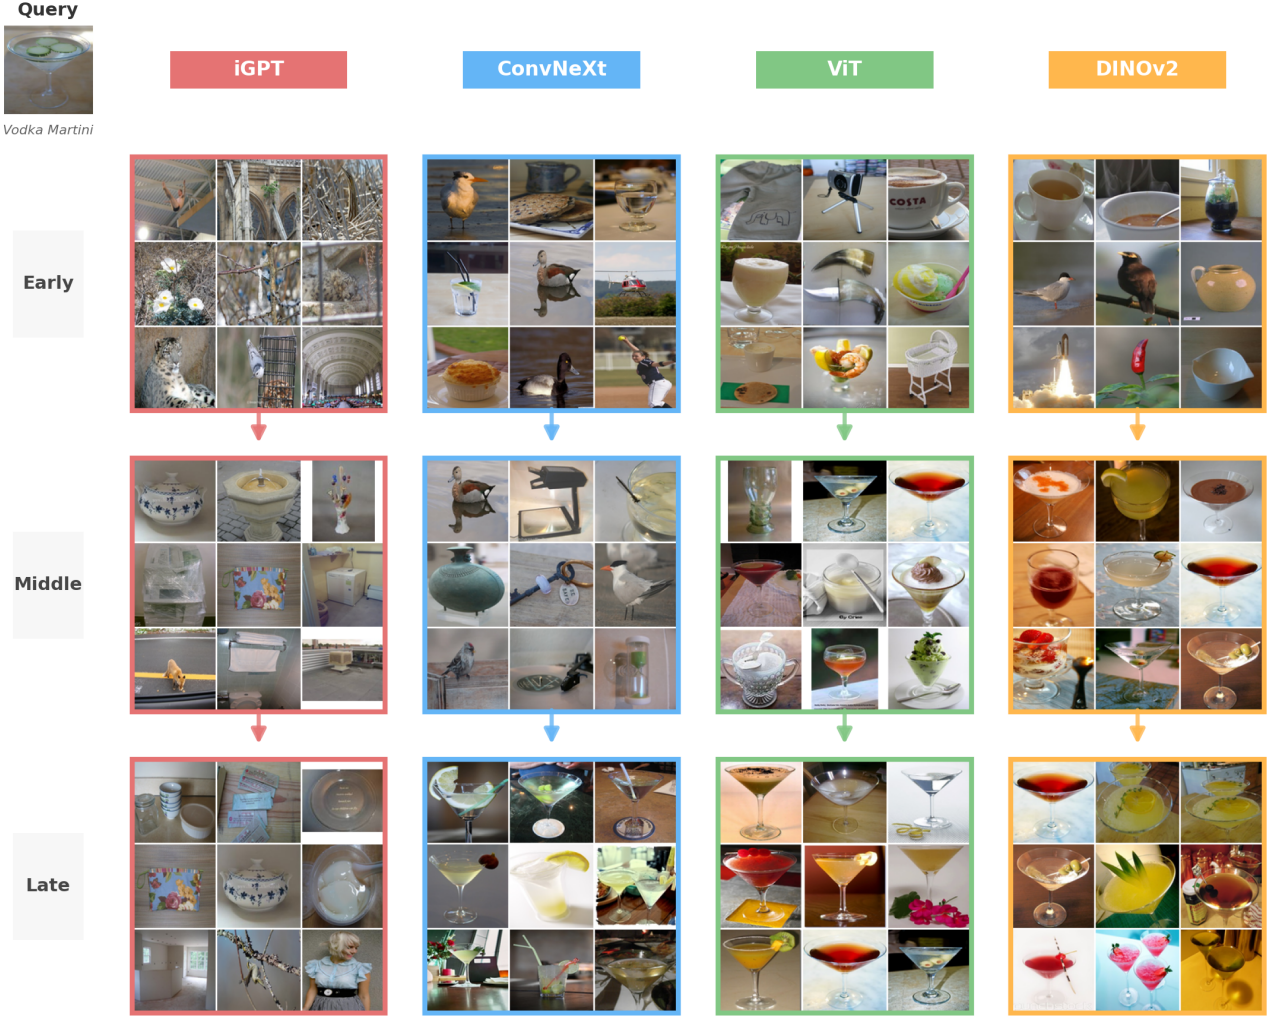 Query
Vodka Martini
iGPT
ConvNeXt
ViT
DINOv2
Early
COSTA
Middle
Late